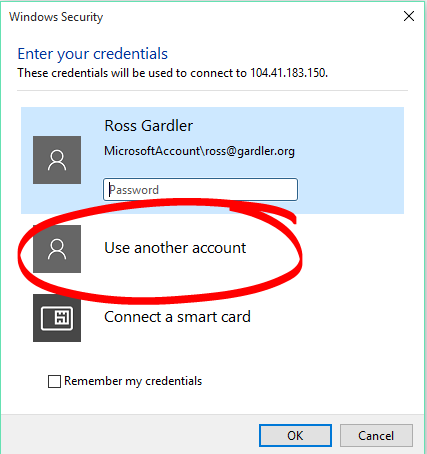 Windows Security
Enter your credentials
These credentials will be used to connect to 104.41.183.150.
Ross Gardler
MicrosoftAccount\ross@gardler.org
Password
Use another account
Connect a smart card
Remember my credentials
OK
Cancel